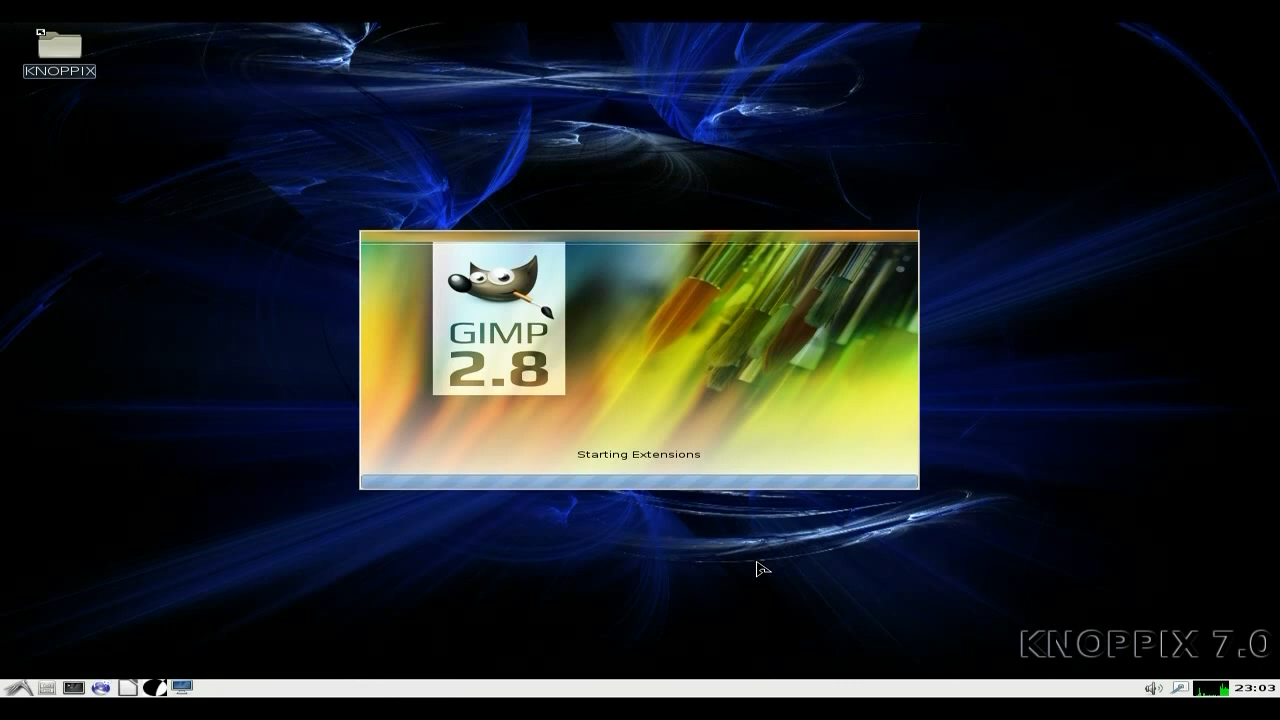 KNOPPIX
GIMP
2.8
Starting Extensions
KNOPPIX 7.0
23:03